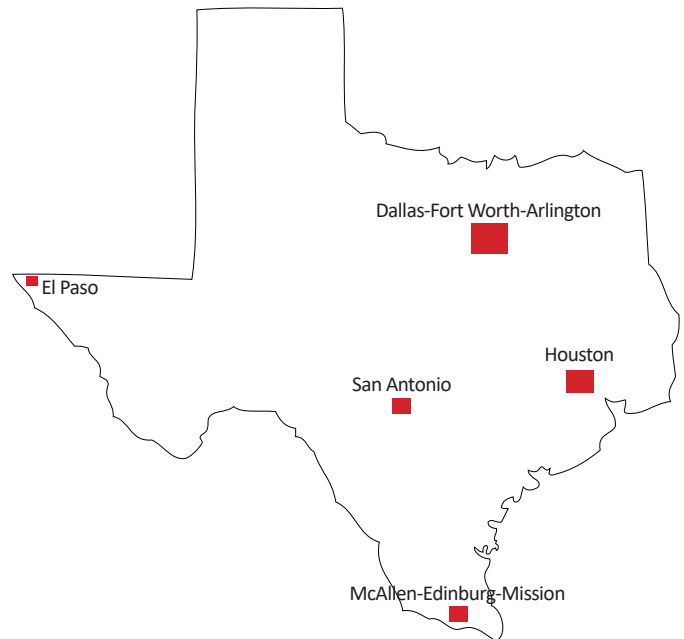 Dallas-Fort Worth-Arlington
El Paso
Houston
San Antonio
McAllen-Edinburg-Mission